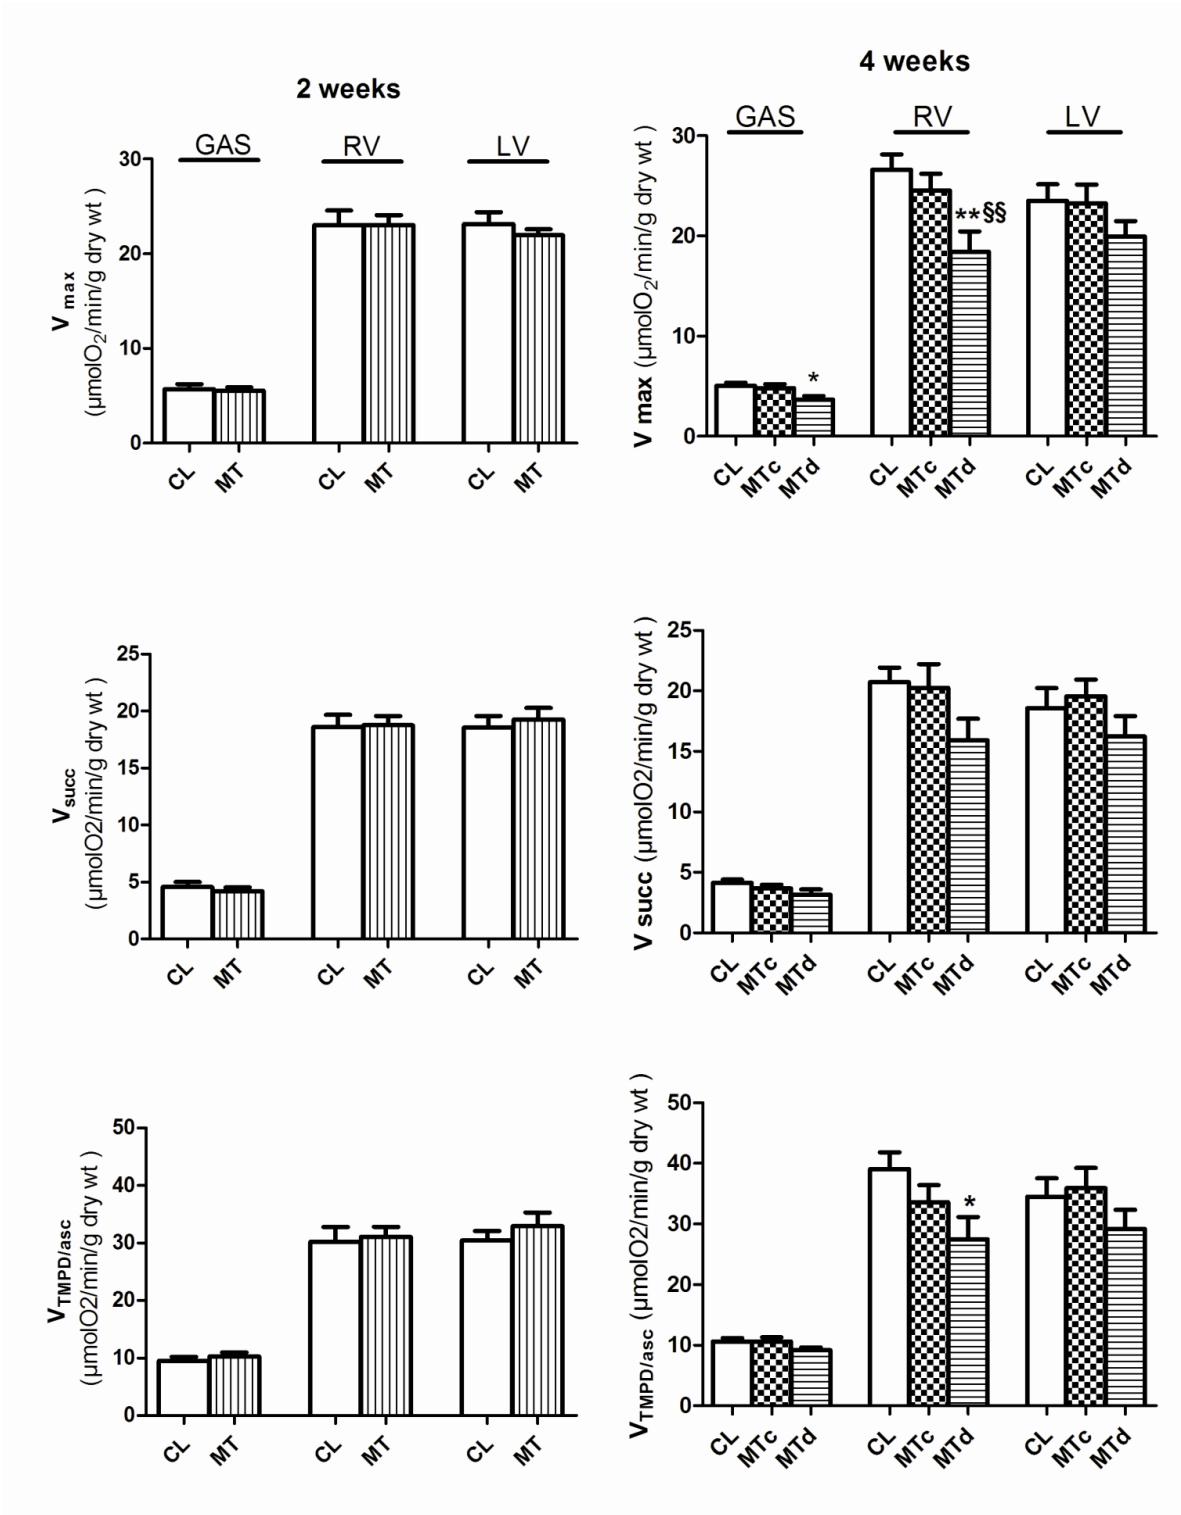 2 weeks
4 weeks
GAS
RV
LV
V max
(μmolO2/min/g dry wt )
30
20
10
0
CL
MT
CL
MT
CL
MT
GAS
RV
LV
V max (μmolO2/min/g dry wt )
30
20
10
0
*
**§§
CL
MTc
MTd
CL
MTc
MTd
CL
MTc
MTd
Vsucc
(μmolO2/min/g dry wt )
25
20
15
10
5
0
CL
MT
CL
MT
CL
MT
V succ (μmolO2/min/g dry wt )
25
20
15
10
5
0
CL
MTc
MTd
CL
MTc
MTd
CL
MTc
MTd
VTMPD/asc
(μmolO2/min/g dry wt )
50
40
30
20
10
0
CL
MT
CL
MT
CL
MT
VTMPD/asc (μmolO2/min/g dry wt )
50
40
30
20
10
0
*
CL
MTc
MTd
CL
MTc
MTd
CL
MTc
MTd